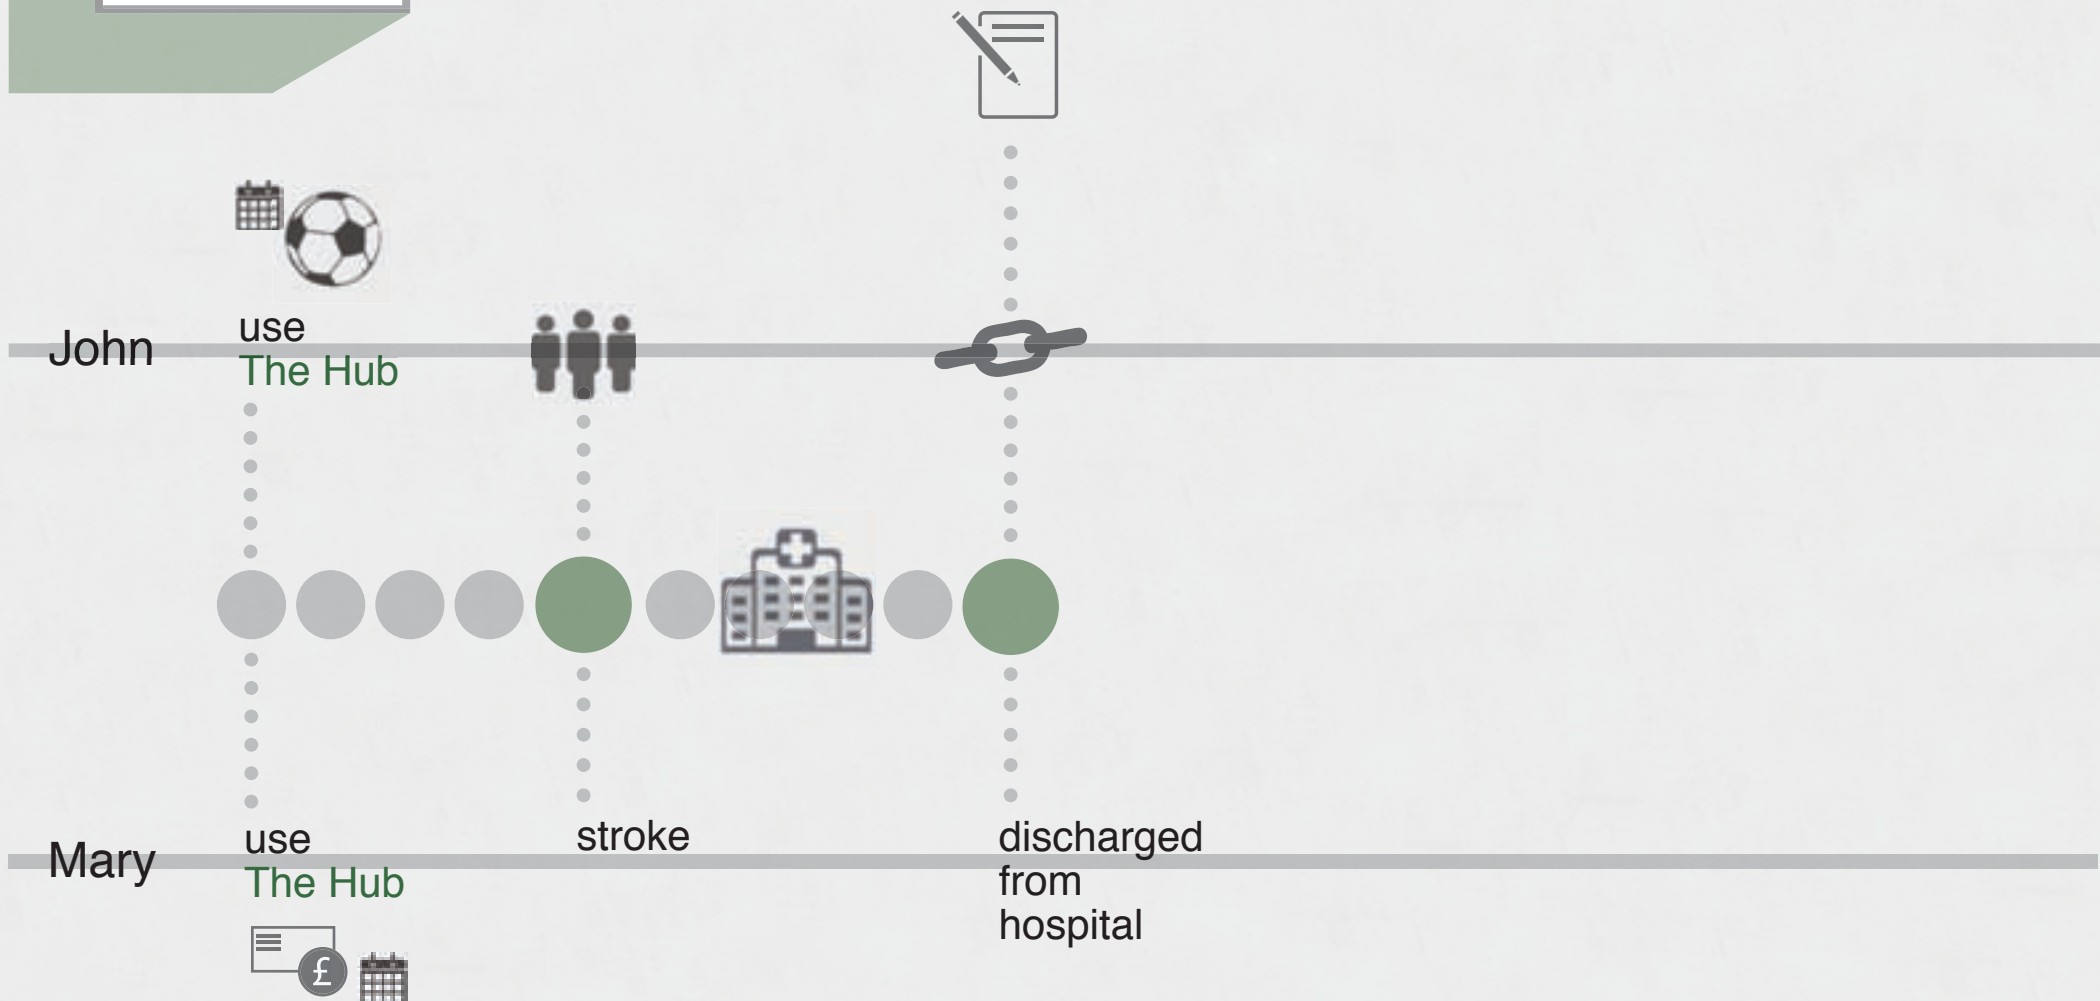 John
use
The Hub
Mary
use
The Hub
stroke
discharged
from
hospital
£